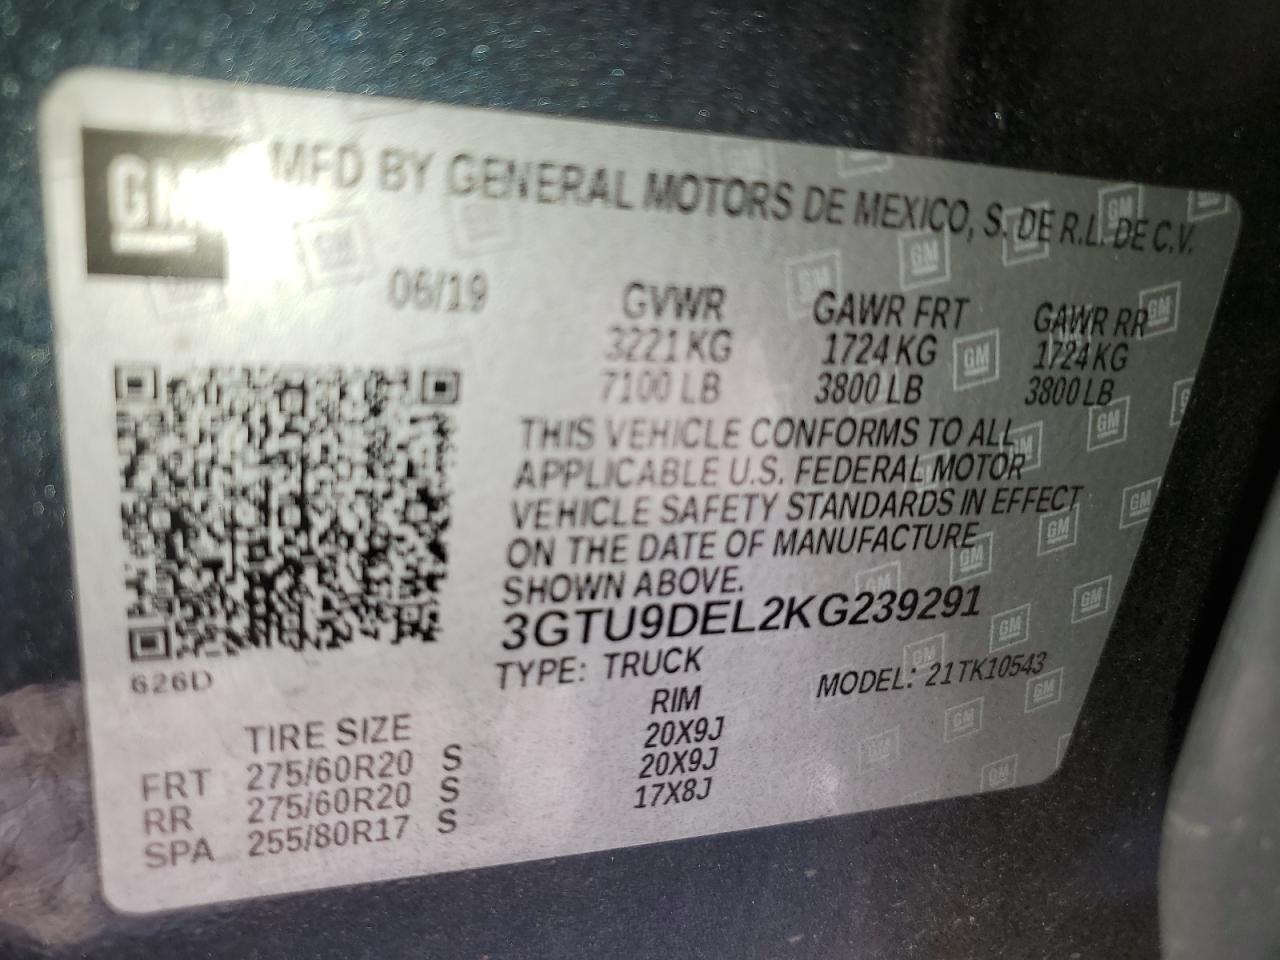 GM
MFD BY GENERAL MOTORS DE MEXICO, S. DE R.L. DE C.V.
06/19
GVWR GAWR FRT GAWR RR
3221 KG 1724 KG 1724 KG
7100 LB 3800 LB 3800 LB
THIS VEHICLE CONFORMS TO ALL
APPLICABLE U.S. FEDERAL MOTOR
VEHICLE SAFETY STANDARDS IN EFFECT
ON THE DATE OF MANUFACTURE
SHOWN ABOVE.
3GTU9DEL2KG239291
626D
TYPE: TRUCK MODEL: 21TK10543
TIRE SIZE RIM
FRT 275/60R20 S 20X9J
RR 275/60R20 S 20X9J
SPA 255/80R17 S 17X8J